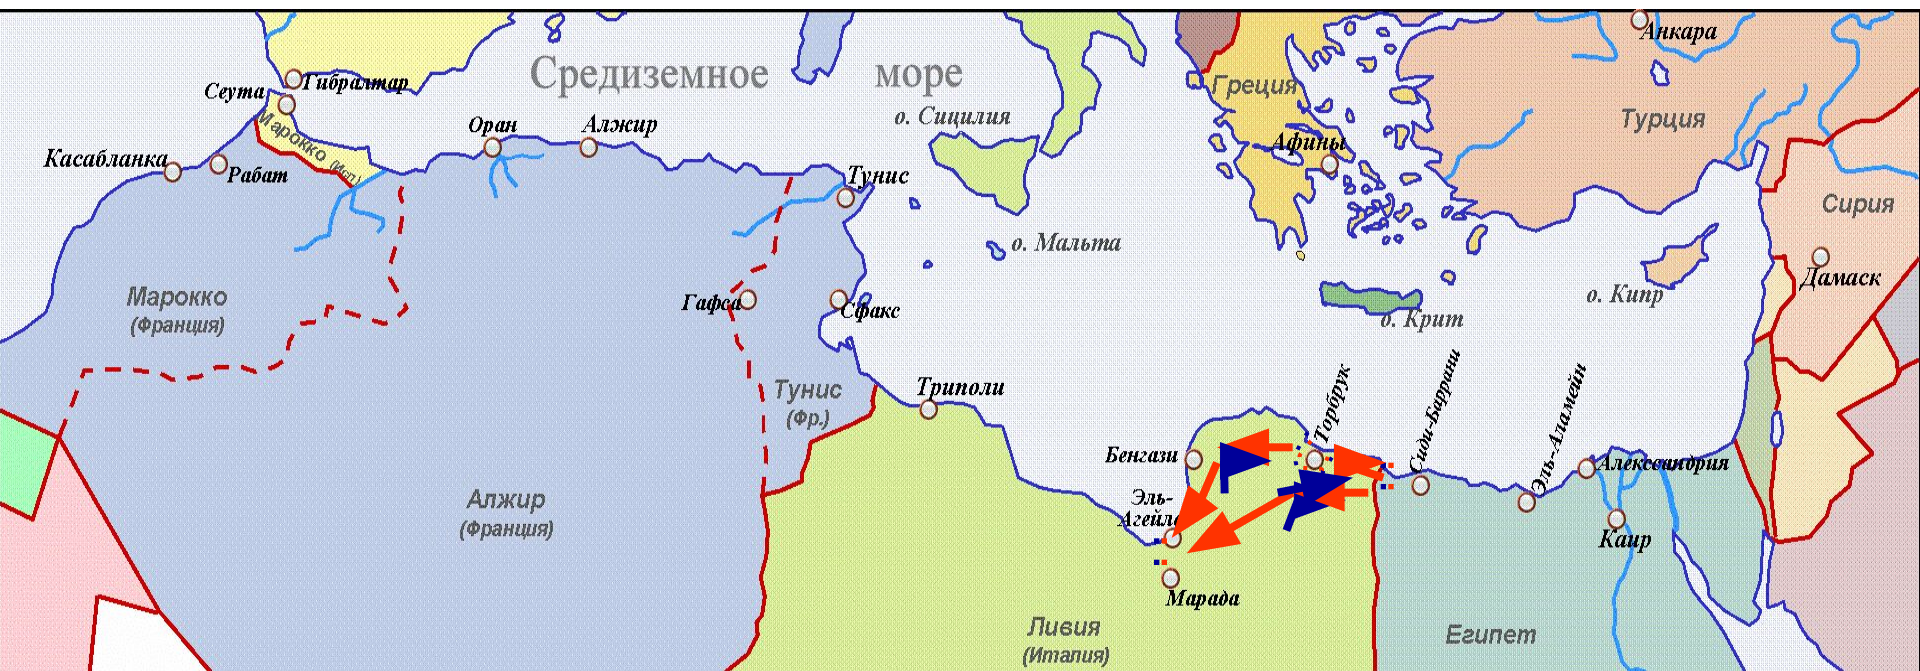 Анкара
Средиземное море
Гибралтар
Греция
Сеута
о. Сицилия
Турция
Марокко (Исп)
Оран
Алжир
Афины
Касабланка
Рабат
Тунис
Сирия
о. Мальта
Дамаск
Марокко
(Франция)
Гафса
Сфакс
о. Кипр
о. Крит
Тунис
(Фр.)
Триполи
Торбрук
Сиди-Баррани
Эль-Аламейн
Бенгази
Александрия
Алжир
(Франция)
Эль-
Агейла
Каир
Марада
Ливия
(Италия)
Египет